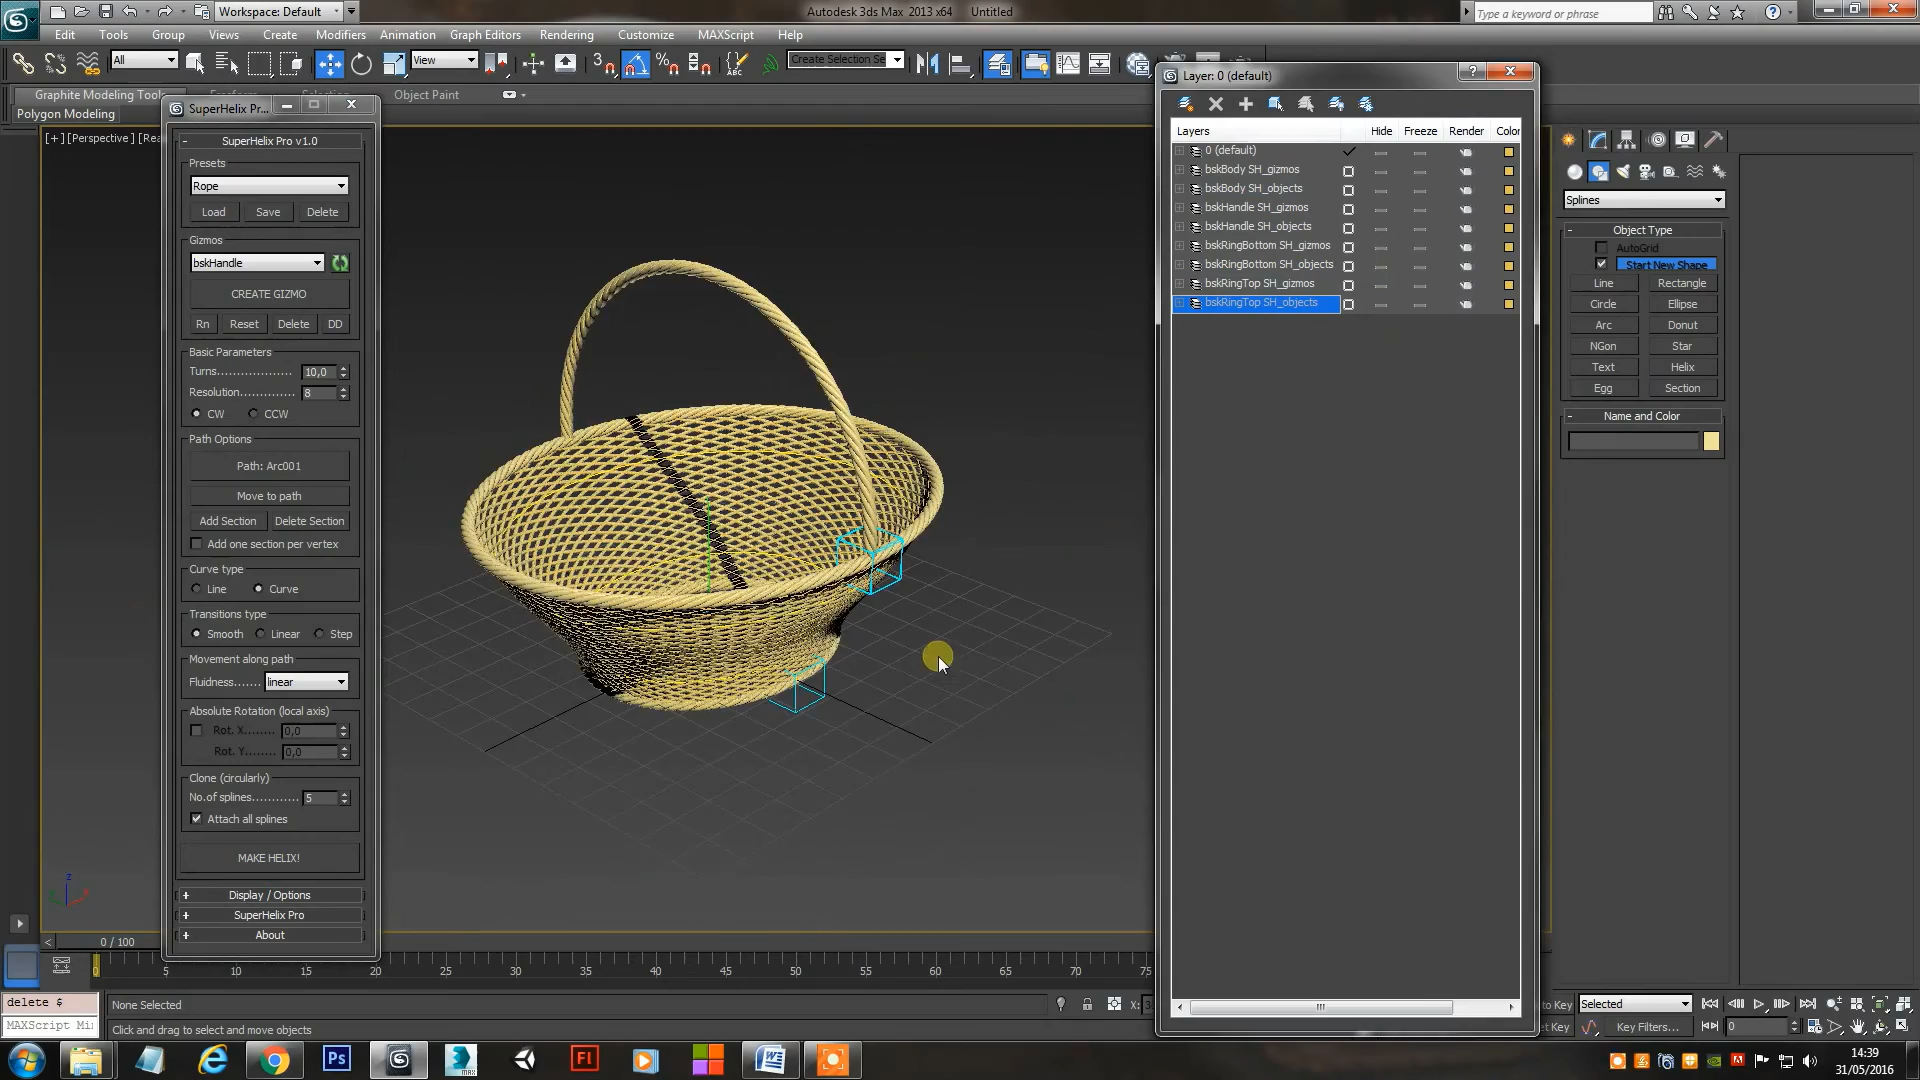 Workspace: Default
Autodesk 3ds Max 2013 x64 Untitled
Type a keyword or phrase
Edit Tools Group Views Create Modifiers Animation Graph Editors Rendering Customize MAXScript Help
All View Create Selection Se
Graphite Modeling Tools Object Paint
Polygon Modeling
[+] [Perspective]
SuperHelix Pr...
SuperHelix Pro v1.0
Presets
Rope
Load Save Delete
Gizmos
bskHandle
CREATE GIZMO
Rn Reset Delete DD
Basic Parameters
Turns 10,0
Resolution 8
CW CCW
Path Options
Path: Arc001
Move to path
Add Section Delete Section
Add one section per vertex
Curve type
Line Curve
Transitions type
Smooth Linear Step
Movement along path
Fluidness....... linear
Absolute Rotation (local axis)
Rot. X........ 0,0
Rot. Y........ 0,0
Clone (circularly)
No.of splines........... 5
Attach all splines
MAKE HELIX!
Display / Options
SuperHelix Pro
About
Layer: 0 (default)
Layers Hide Freeze Render Color
0 (default)
bskBody SH_gizmos
bskBody SH_objects
bskHandle SH_gizmos
bskHandle SH_objects
bskRingBottom SH_gizmos
bskRingBottom SH_objects
bskRingTop SH_gizmos
bskRingTop SH_objects
Splines
Object Type
AutoGrid
Start New Shape
Line Rectangle
Circle Ellipse
Arc Donut
NGon Star
Text Helix
Egg Section
Name and Color
z
0 / 100
0 5 10 15 20 25 30 35 40 45 50 55 60 65 70 75
delete $
MAXScript Mi
None Selected
Click and drag to select and move objects
X:
to Key Selected
et Key Key Filters... 0
14:39
31/05/2016